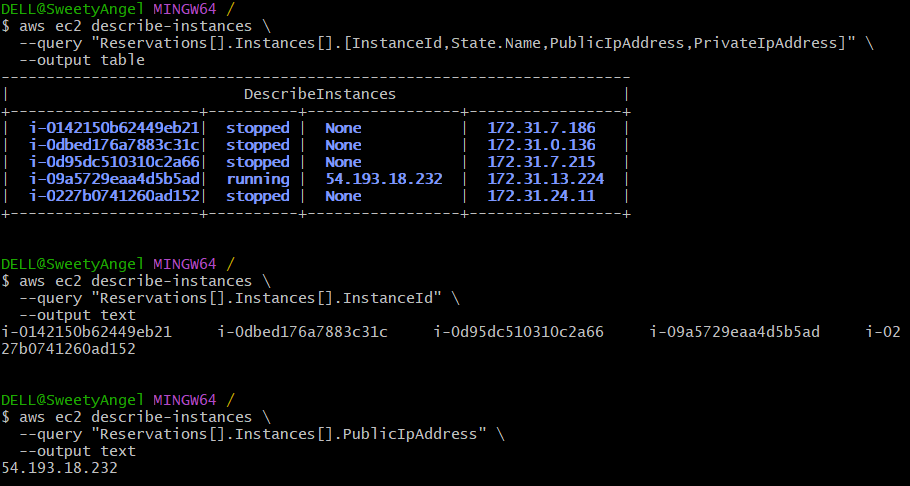 DELL@SweetyAngel MINGW64 /
$ aws ec2 describe-instances \
  --query "Reservations[].Instances[].[InstanceId,State.Name,PublicIpAddress,PrivateIpAddress]" \
  --output table
----------------------------------------------------------------------
|                          DescribeInstances                         |
+---------------------+----------+-----------------+-----------------+
|  i-0142150b62449eb21|  stopped |  None           |  172.31.7.186   |
|  i-0dbed176a7883c31c|  stopped |  None           |  172.31.0.136   |
|  i-0d95dc510310c2a66|  stopped |  None           |  172.31.7.215   |
|  i-09a5729eaa4d5b5ad|  running |  54.193.18.232  |  172.31.13.224  |
|  i-0227b0741260ad152|  stopped |  None           |  172.31.24.11   |
+---------------------+----------+-----------------+-----------------+
DELL@SweetyAngel MINGW64 /
$ aws ec2 describe-instances \
  --query "Reservations[].Instances[].InstanceId" \
  --output text
i-0142150b62449eb21     i-0dbed176a7883c31c     i-0d95dc510310c2a66     i-09a5729eaa4d5b5ad     i-02
27b0741260ad152
DELL@SweetyAngel MINGW64 /
$ aws ec2 describe-instances \
  --query "Reservations[].Instances[].PublicIpAddress" \
  --output text
54.193.18.232